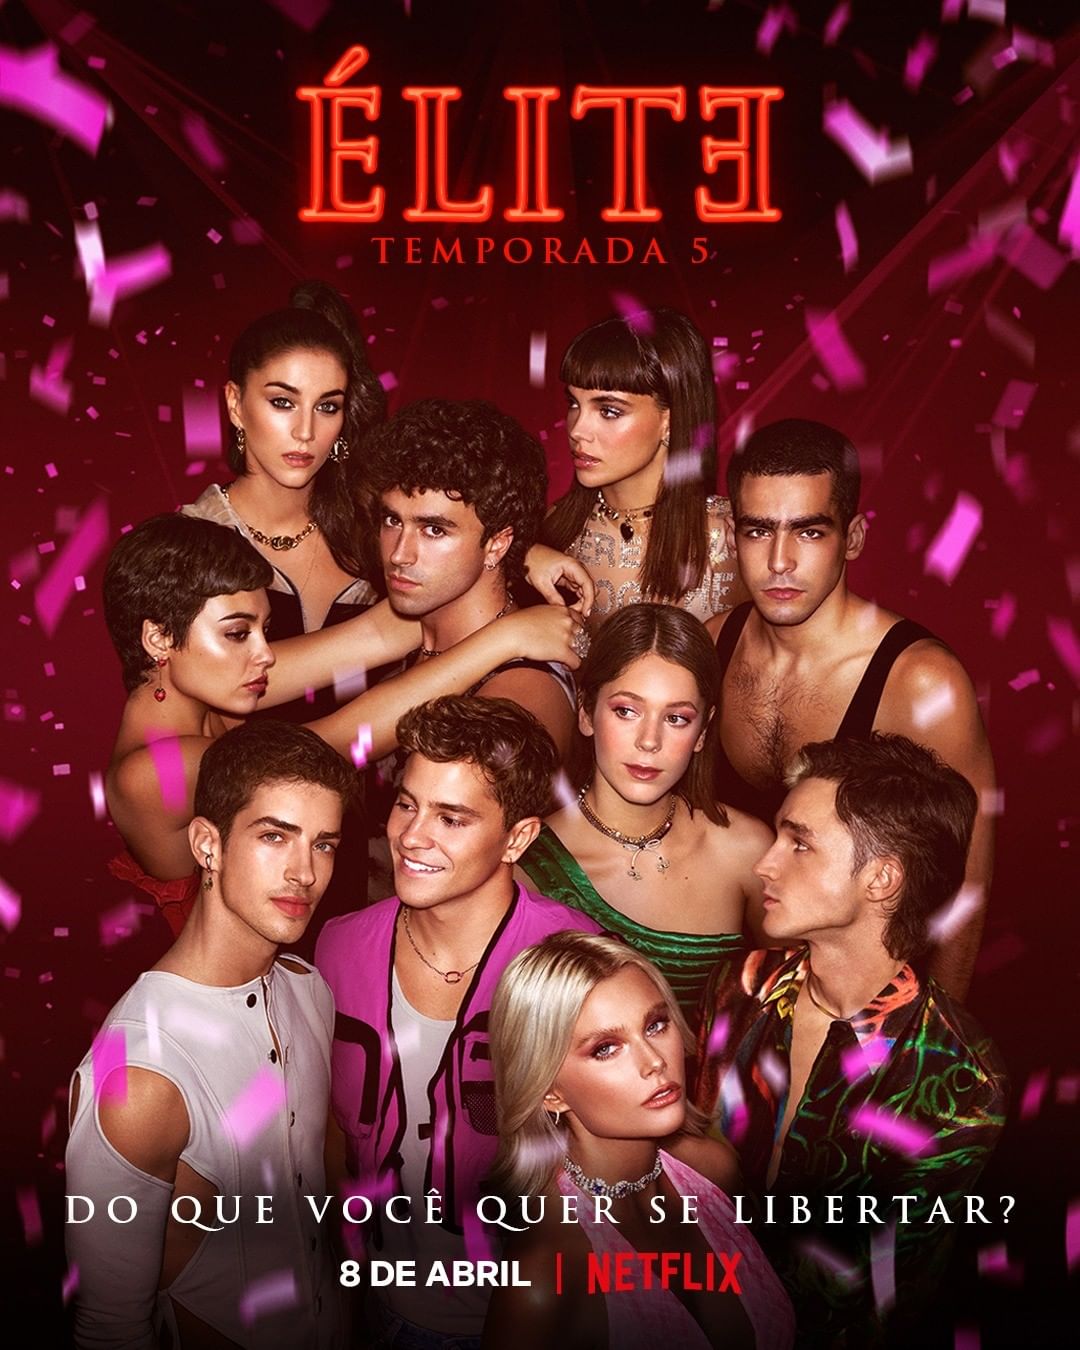 ÉLITE
TEMPORADA 5
DO QUE VOCÊ QUER SE LIBERTAR?
8 DE ABRIL | NETFLIX